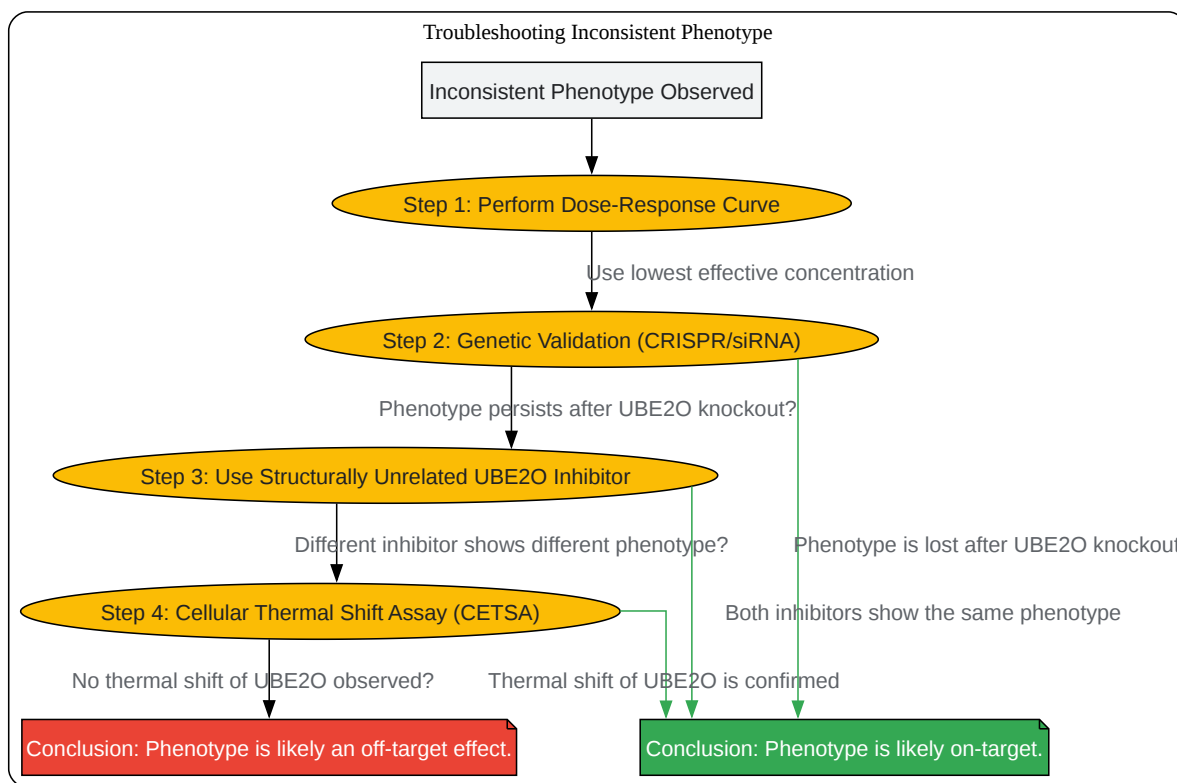 Troubleshooting Inconsistent Phenotype
Inconsistent Phenotype Observed
Step 1: Perform Dose-Response Curve
Use lowest effective concentration
Step 2: Genetic Validation (CRISPR/siRNA)
Phenotype persists after UBE2O knockout?
Step 3: Use Structurally Unrelated UBE2O Inhibitor
Different inhibitor shows different phenotype?
Phenotype is lost after UBE2O knockout
Step 4: Cellular Thermal Shift Assay (CETSA)
Both inhibitors show the same phenotype
No thermal shift of UBE2O observed?
Thermal shift of UBE2O is confirmed
Conclusion: Phenotype is likely an off-target effect.
Conclusion: Phenotype is likely on-target.